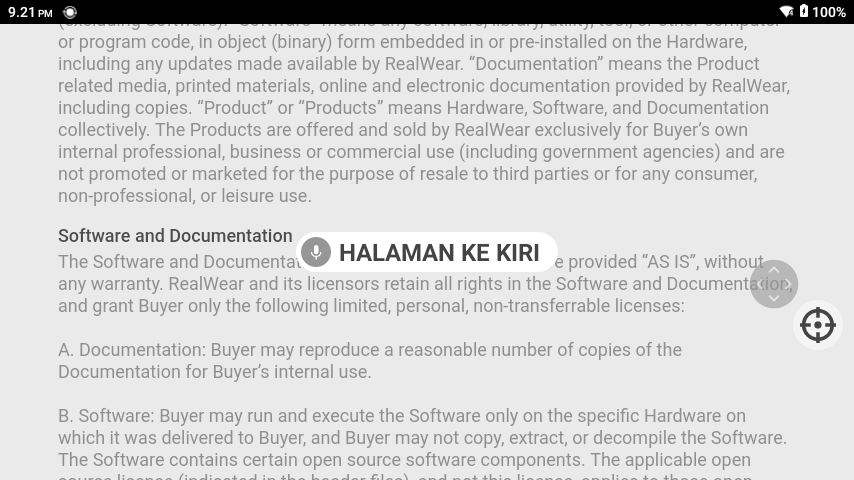 9.21 PM
100%
or program code, in object (binary) form embedded in or pre-installed on the Hardware,
including any updates made available by RealWear. “Documentation” means the Product
related media, printed materials, online and electronic documentation provided by RealWear,
including copies. “Product” or “Products” means Hardware, Software, and Documentation
collectively. The Products are offered and sold by RealWear exclusively for Buyer’s own
internal professional, business or commercial use (including government agencies) and are
not promoted or marketed for the purpose of resale to third parties or for any consumer,
non-professional, or leisure use.
Software and Documentation
HALAMAN KE KIRI
The Software and provided “AS IS”, without
any warranty. RealWear and its licensors retain all rights in the Software and Documentation,
and grant Buyer only the following limited, personal, non-transferrable licenses:
A. Documentation: Buyer may reproduce a reasonable number of copies of the
Documentation for Buyer’s internal use.
B. Software: Buyer may run and execute the Software only on the specific Hardware on
which it was delivered to Buyer, and Buyer may not copy, extract, or decompile the Software.
The Software contains certain open source software components. The applicable open